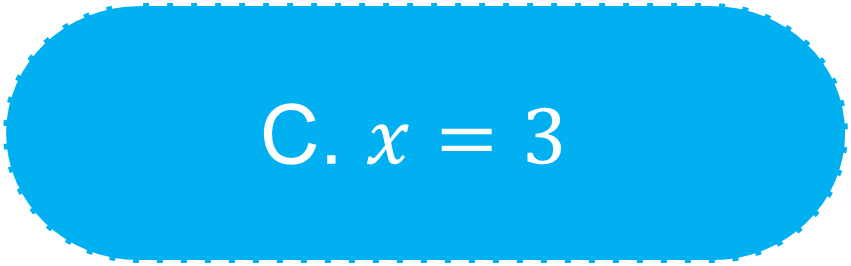 C. x = 3